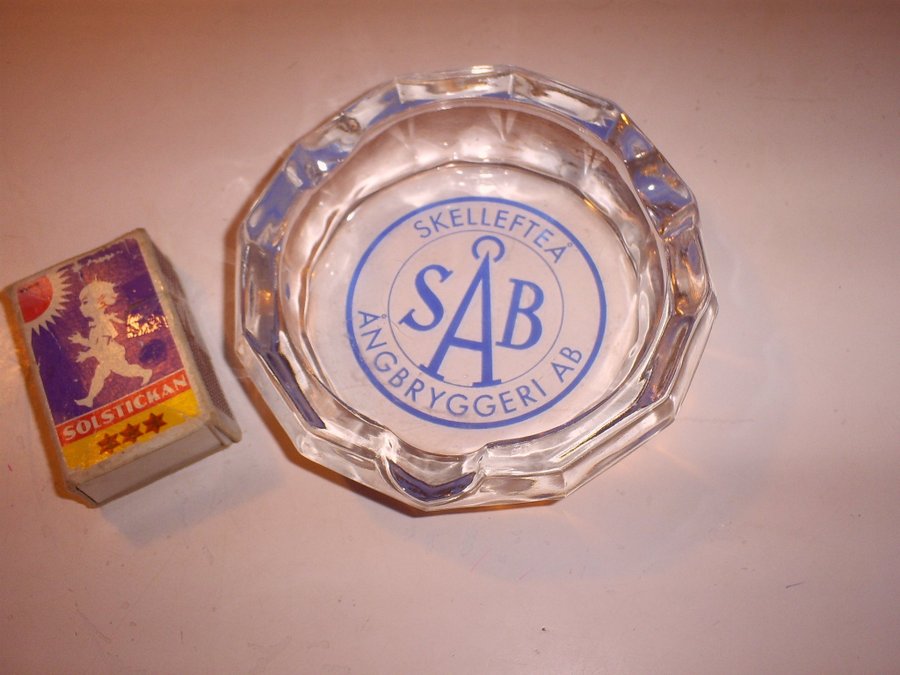 SKELLEFTEÅ
SÅB
ÅNGBRYGGERI AB
SOLSTICKAN